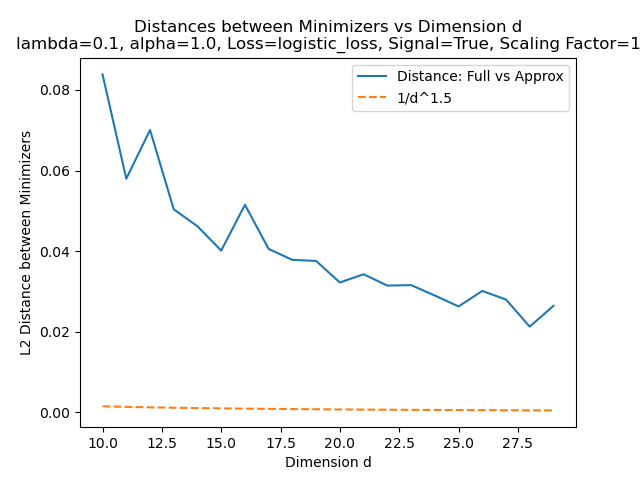 Distances between Minimizers vs Dimension d
lambda=0.1, alpha=1.0, Loss=logistic_loss, Signal=True, Scaling Factor=1
Distance: Full vs Approx
1/d^1.5
L2 Distance between Minimizers
0.08
0.06
0.04
0.02
0.00
10.0 12.5 15.0 17.5 20.0 22.5 25.0 27.5
Dimension d